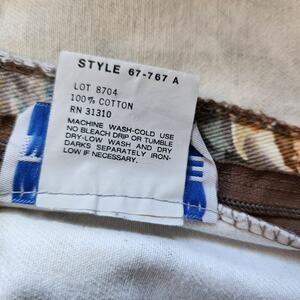 STYLE 67-767 A
LOT 8704
100% COTTON
RN 31310
MACHINE WASH-COLD USE
NO BLEACH DRIP OR TUMBLE
DRY-LOW WASH AND DRY
DARKS SEPARATELY IRON-
LOW IF NECESSARY.